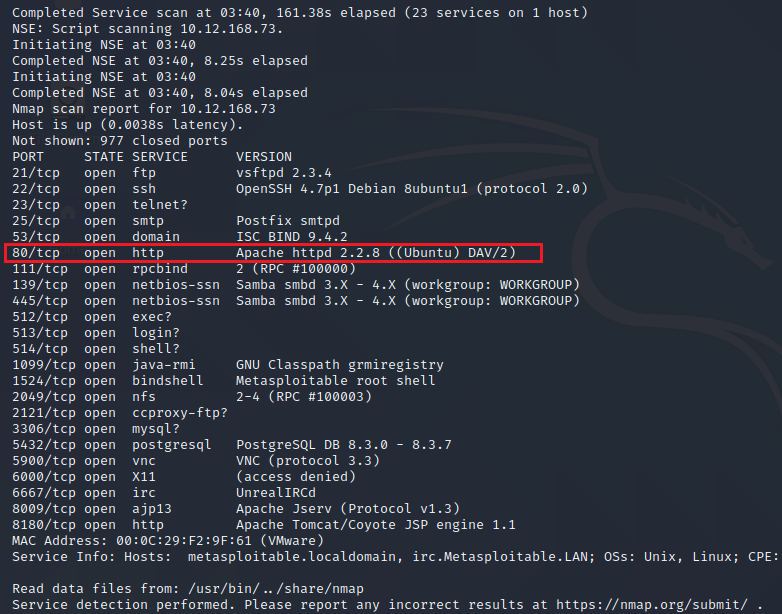 Completed Service scan at 03:40, 161.38s elapsed (23 services on 1 host)
NSE: Script scanning 10.12.168.73.
Initiating NSE at 03:40
Completed NSE at 03:40, 8.25s elapsed
Initiating NSE at 03:40
Completed NSE at 03:40, 8.04s elapsed
Nmap scan report for 10.12.168.73
Host is up (0.0038s latency).
Not shown: 977 closed ports
PORT     STATE SERVICE      VERSION
21/tcp   open  ftp          vsftpd 2.3.4
22/tcp   open  ssh          OpenSSH 4.7p1 Debian 8ubuntu1 (protocol 2.0)
23/tcp   open  telnet?
25/tcp   open  smtp         Postfix smtpd
53/tcp   open  domain       ISC BIND 9.4.2
80/tcp   open  http         Apache httpd 2.2.8 ((Ubuntu) DAV/2)
111/tcp  open  rpcbind      2 (RPC #100000)
139/tcp  open  netbios-ssn  Samba smbd 3.X - 4.X (workgroup: WORKGROUP)
445/tcp  open  netbios-ssn  Samba smbd 3.X - 4.X (workgroup: WORKGROUP)
512/tcp  open  exec?
513/tcp  open  login?
514/tcp  open  shell?
1099/tcp open  java-rmi     GNU Classpath grmiregistry
1524/tcp open  bindshell    Metasploitable root shell
2049/tcp open  nfs          2-4 (RPC #100003)
2121/tcp open  ccproxy-ftp?
3306/tcp open  mysql?
5432/tcp open  postgresql   PostgreSQL DB 8.3.0 - 8.3.7
5900/tcp open  vnc          VNC (protocol 3.3)
6000/tcp open  X11          (access denied)
6667/tcp open  irc          UnrealIRCd
8009/tcp open  ajp13        Apache Jserv (Protocol v1.3)
8180/tcp open  http         Apache Tomcat/Coyote JSP engine 1.1
MAC Address: 00:0C:29:F2:9F:61 (VMware)
Service Info: Hosts:  metasploitable.localdomain, irc.Metasploitable.LAN; OSs: Unix, Linux; CPE:
Read data files from: /usr/bin/../share/nmap
Service detection performed. Please report any incorrect results at https://nmap.org/submit/ .